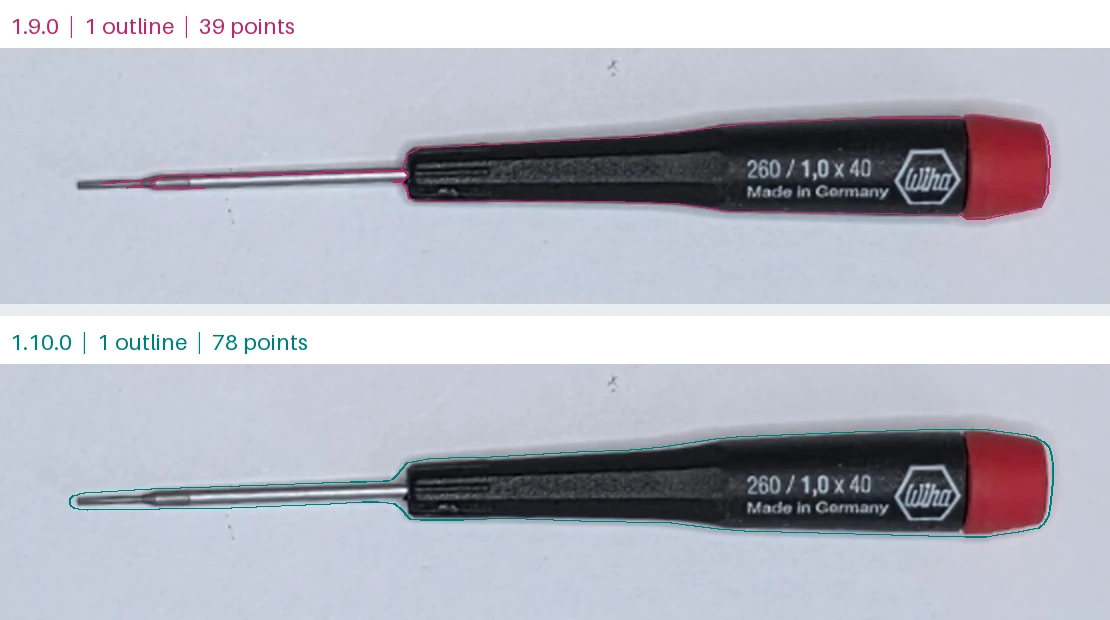 1.9.0 | 1 outline | 39 points
260 / 1,0 x 40
Made in Germany
Wiha
1.10.0 | 1 outline | 78 points
260 / 1,0 x 40
Made in Germany
Wiha